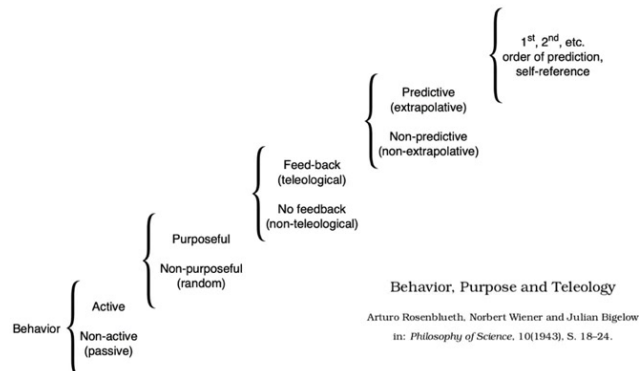 1st, 2nd, etc.
order of prediction,
self-reference
Predictive
(extrapolative)
Non-predictive
(non-extrapolative)
Feed-back
(teleological)
No feedback
(non-teleological)
Purposeful
Non-purposeful
(random)
Active
Behavior
Non-active
(passive)
Behavior, Purpose and Teleology
Arturo Rosenblueth, Norbert Wiener and Julian Bigelow
in: Philosophy of Science, 10(1943), S. 18–24.